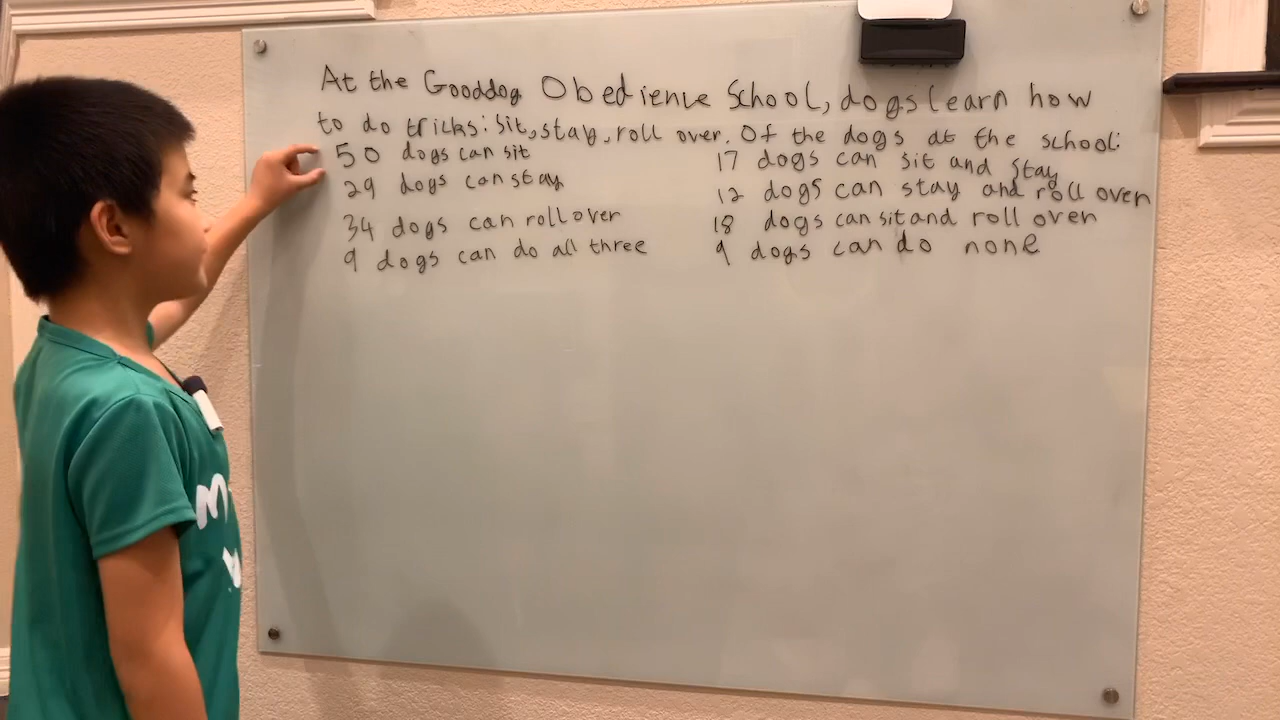 At the Gooddog Obedience School, dogs learn how
to do tricks: sit, stay, roll over. Of the dogs at the school:
50 dogs can sit
29 dogs can stay
34 dogs can roll over
9 dogs can do all three
17 dogs can sit and stay
12 dogs can stay and roll over
18 dogs can sit and roll over
9 dogs can do none